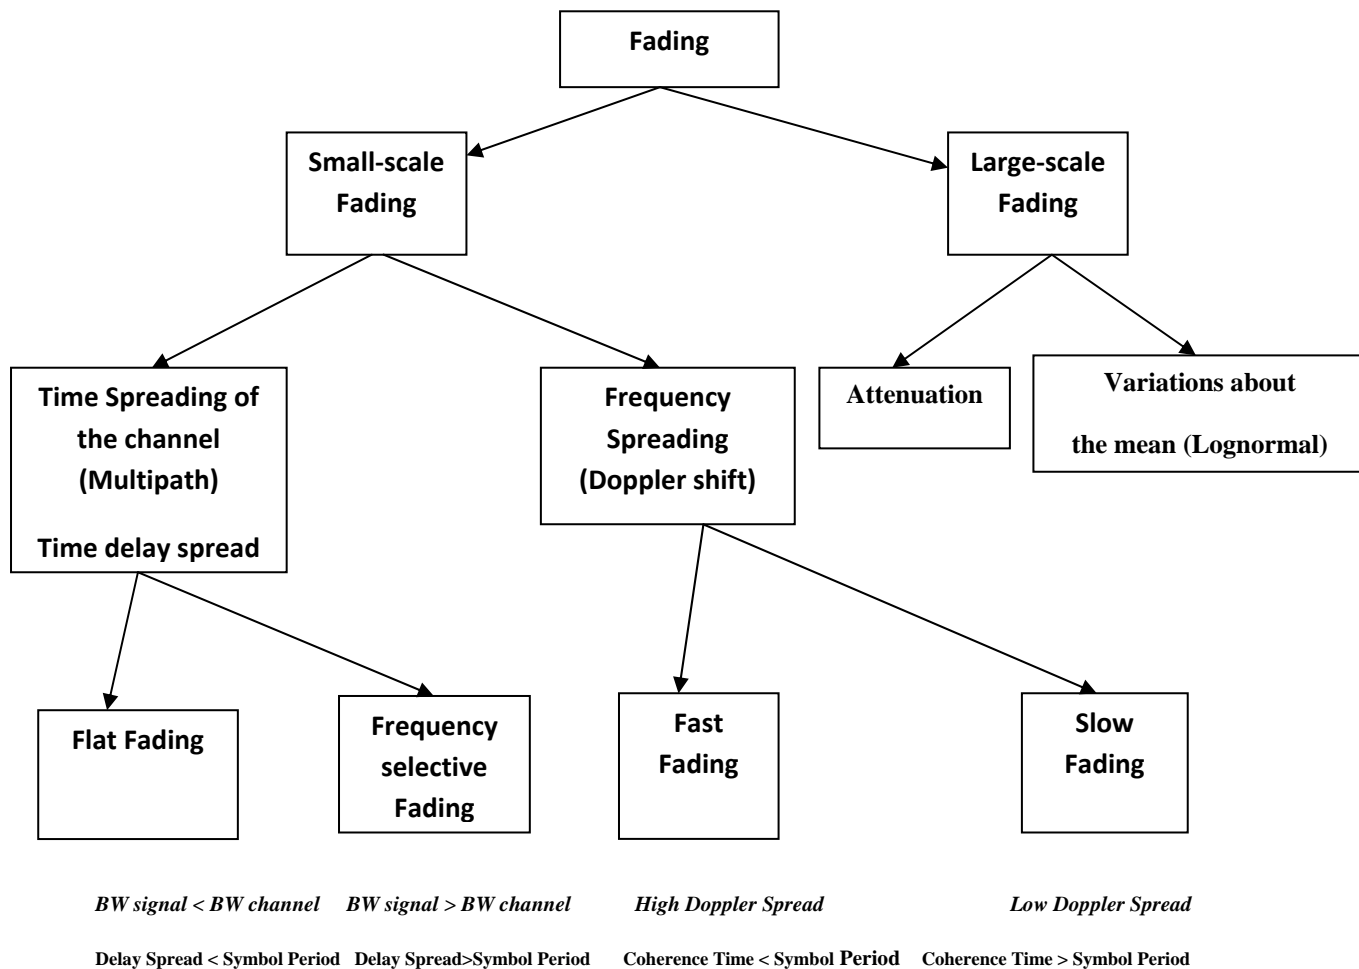 Fading
Small-scale
Fading
Large-scale
Fading
Time Spreading of
the channel
(Multipath)
Time delay spread
Frequency
Spreading
(Doppler shift)
Attenuation
Variations about
the mean (Lognormal)
Flat Fading
Frequency
selective
Fading
Fast
Fading
Slow
Fading
BW signal < BW channel
BW signal > BW channel
High Doppler Spread
Low Doppler Spread
Delay Spread < Symbol Period
Delay Spread>Symbol Period
Coherence Time < Symbol Period
Coherence Time > Symbol Period